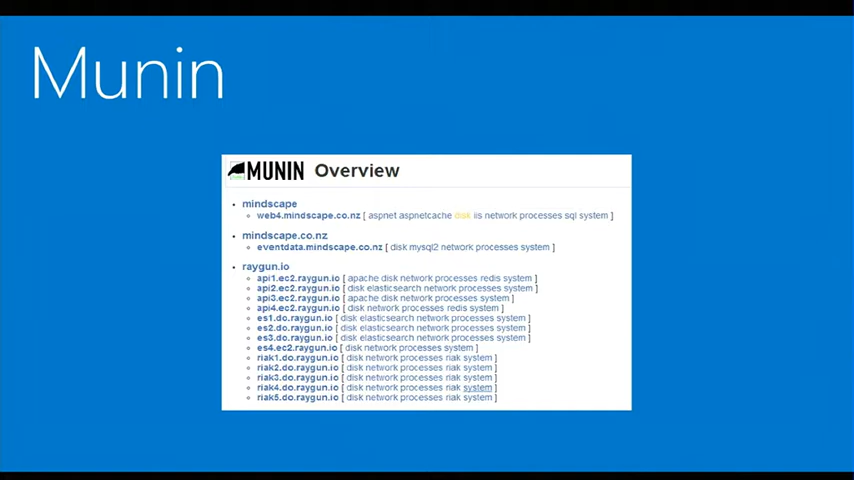 Munin
MUNIN Overview
mindscape
web4.mindscape.co.nz [ aspnet aspnetcache disk iis network processes sql system ]
mindscape.co.nz
eventdata.mindscape.co.nz [ disk mysql2 network processes system ]
raygun.io
api1.ec2.raygun.io [ apache disk network processes redis system ]
api2.ec2.raygun.io [ disk elasticsearch network processes system ]
api3.ec2.raygun.io [ apache disk network processes system ]
api4.ec2.raygun.io [ disk network processes redis system ]
es1.do.raygun.io [ disk elasticsearch network processes system ]
es2.do.raygun.io [ disk elasticsearch network processes system ]
es3.do.raygun.io [ disk elasticsearch network processes system ]
es4.ec2.raygun.io [ disk network processes system ]
riak1.do.raygun.io [ disk network processes riak system ]
riak2.do.raygun.io [ disk network processes riak system ]
riak3.do.raygun.io [ disk network processes riak system ]
riak4.do.raygun.io [ disk network processes riak system ]
riak5.do.raygun.io [ disk network processes riak system ]